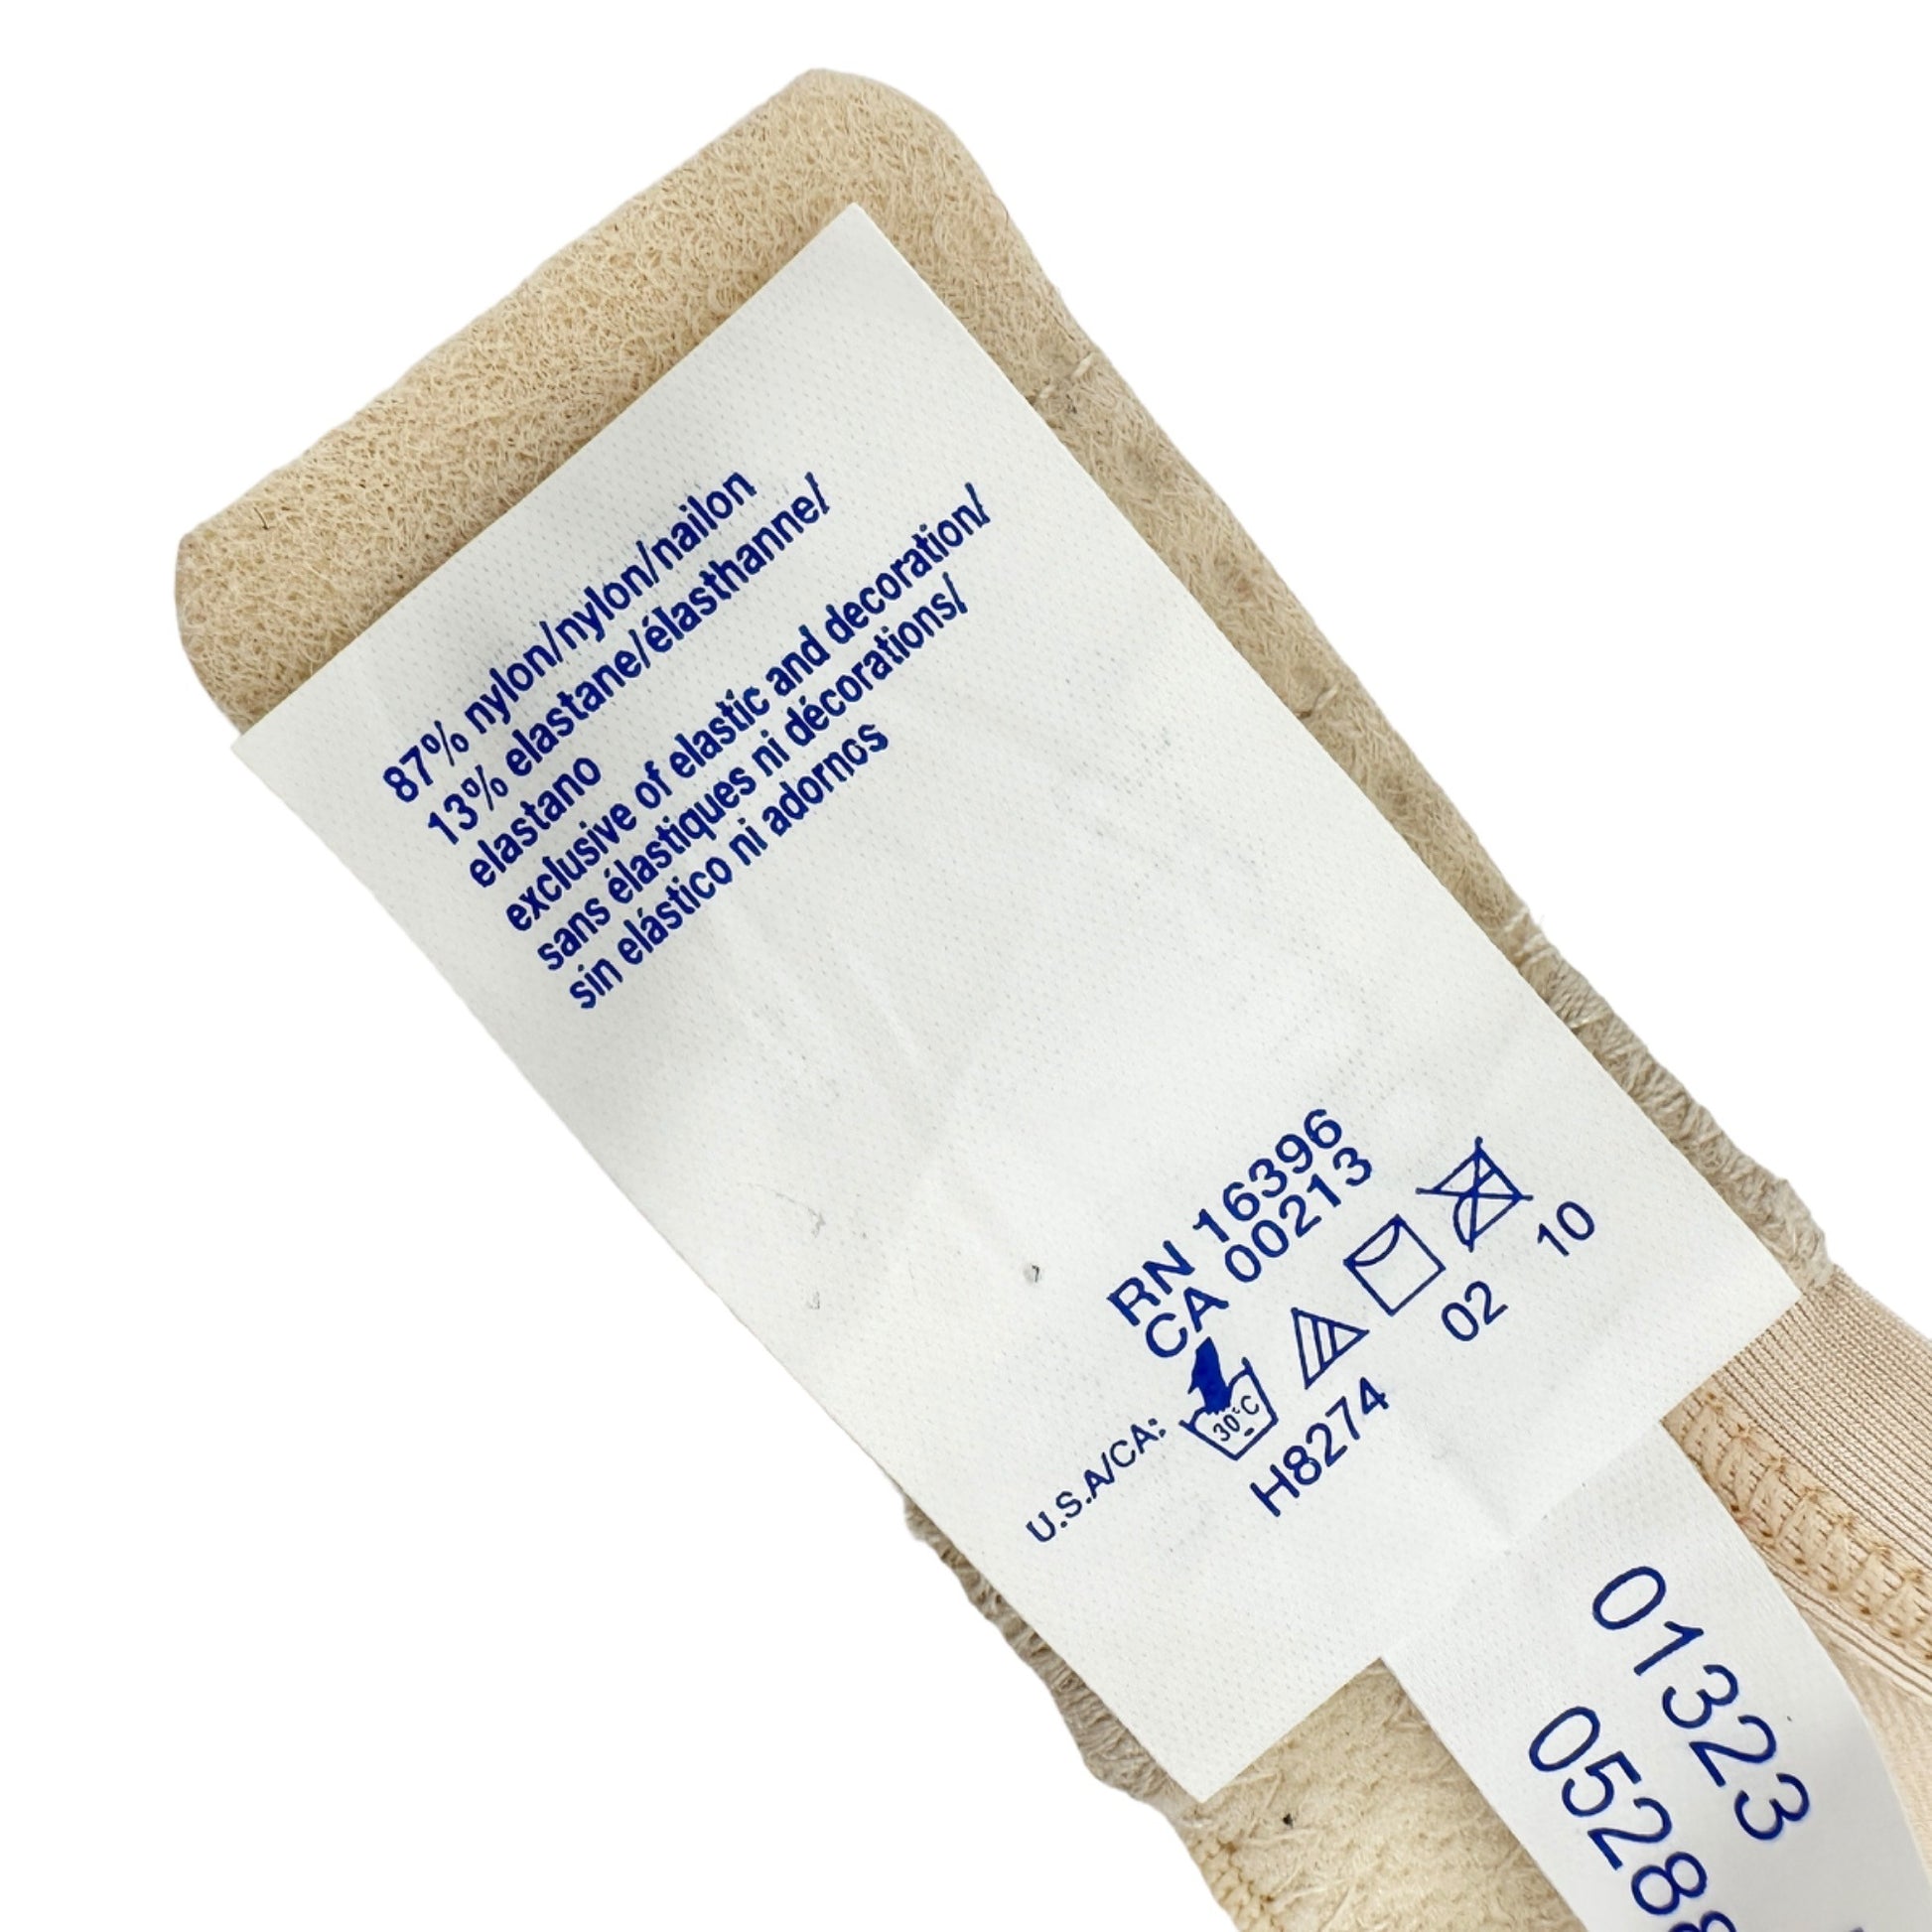 87% nylon/nylon/nailon
13% elastane/élasthanne/
elastano
exclusive of elastic and decoration/
sans élastiques ni décorations/
sin elástico ni adornos
RN 16396
CA 00213
U.S.A/CA: 30°C
H8274 02 10
01323
0528